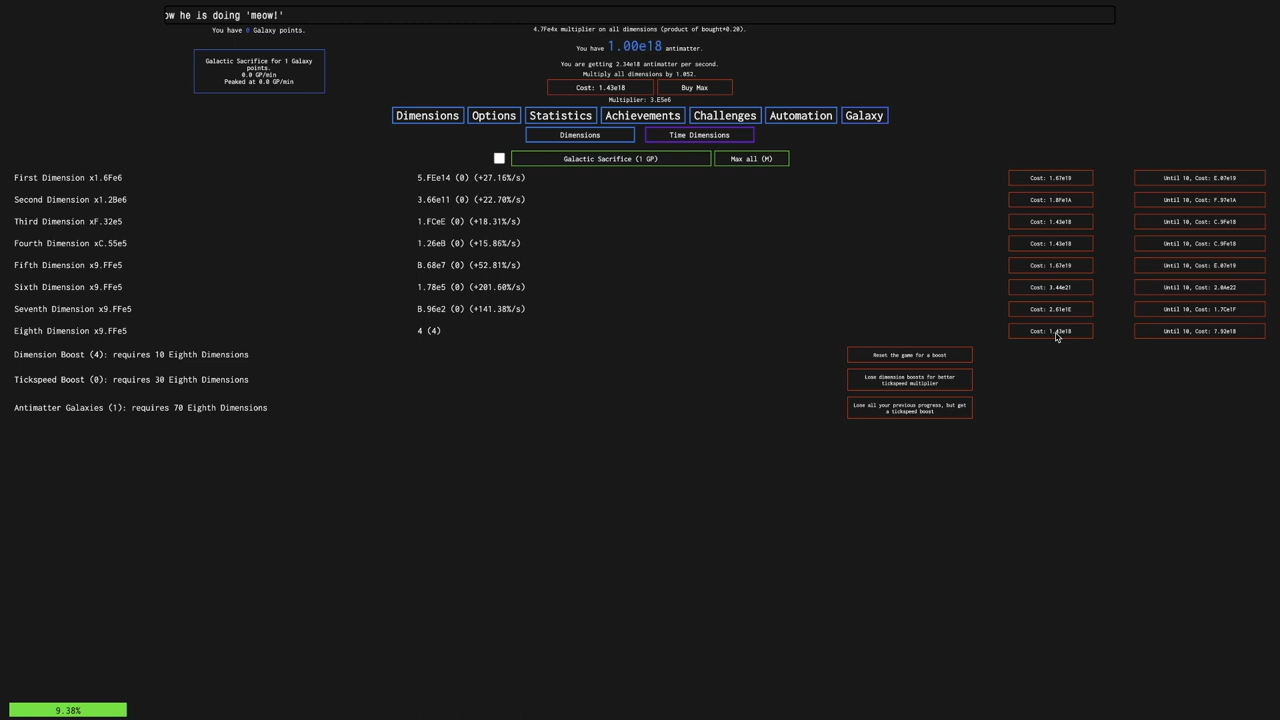 ow he is doing 'meow!'
You have 0 Galaxy points.
4.7Fe4x multiplier on all dimensions (product of bought*0.20).
You have 1.00e18 antimatter.
Galactic Sacrifice for 1 Galaxy
points.
0.0 GP/min
Peaked at 0.0 GP/min
You are getting 2.34e18 antimatter per second.
Multiply all dimensions by 1.052.
Cost: 1.43e18 Buy Max
Multiplier: 3.E5e6
Dimensions Options Statistics Achievements Challenges Automation Galaxy
Dimensions Time Dimensions
Galactic Sacrifice (1 GP) Max all (M)
First Dimension x1.6Fe6 5.FEe14 (0) (+27.16%/s) Cost: 1.67e19 Until 10, Cost: E.07e19
Second Dimension x1.2Be6 3.66e11 (0) (+22.70%/s) Cost: 1.8Fe1A Until 10, Cost: F.97e1A
Third Dimension xF.32e5 1.FCeE (0) (+18.31%/s) Cost: 1.43e18 Until 10, Cost: C.9Fe18
Fourth Dimension xC.55e5 1.26eB (0) (+15.86%/s) Cost: 1.43e18 Until 10, Cost: C.9Fe18
Fifth Dimension x9.FFe5 B.68e7 (0) (+52.81%/s) Cost: 1.67e19 Until 10, Cost: E.07e19
Sixth Dimension x9.FFe5 1.78e5 (0) (+201.60%/s) Cost: 3.44e21 Until 10, Cost: 2.0Ae22
Seventh Dimension x9.FFe5 B.96e2 (0) (+141.38%/s) Cost: 2.61e1E Until 10, Cost: 1.7Ce1F
Eighth Dimension x9.FFe5 4 (4) Cost: 1.43e18 Until 10, Cost: 7.92e18
Dimension Boost (4): requires 10 Eighth Dimensions Reset the game for a boost
Tickspeed Boost (0): requires 30 Eighth Dimensions Lose dimension boosts for better
tickspeed multiplier
Antimatter Galaxies (1): requires 70 Eighth Dimensions Lose all your previous progress, but get
a tickspeed boost
9.38%